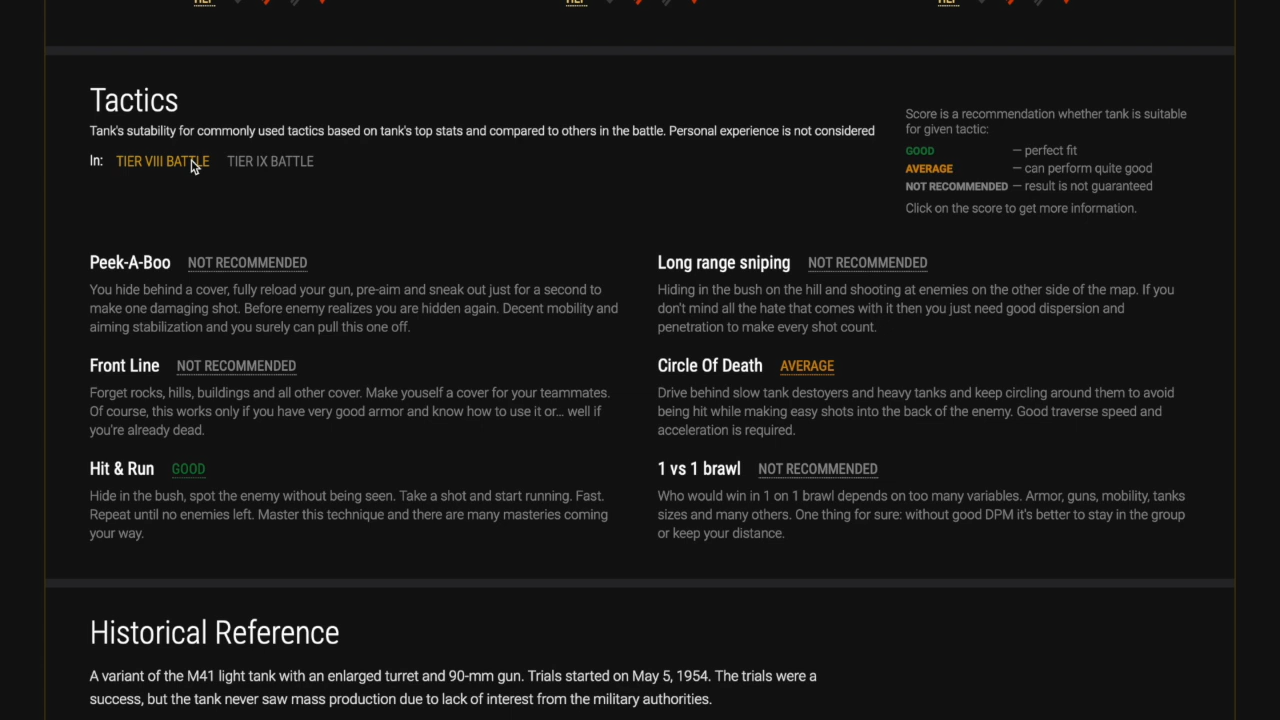 Tactics
Tank's sutability for commonly used tactics based on tank's top stats and compared to others in the battle. Personal experience is not considered
In: TIER VIII BATTLE TIER IX BATTLE
Score is a recommendation whether tank is suitable
for given tactic:
GOOD — perfect fit
AVERAGE — can perform quite good
NOT RECOMMENDED — result is not guaranteed
Click on the score to get more information.
Peek-A-Boo NOT RECOMMENDED
You hide behind a cover, fully reload your gun, pre-aim and sneak out just for a second to
make one damaging shot. Before enemy realizes you are hidden again. Decent mobility and
aiming stabilization and you surely can pull this one off.
Long range sniping NOT RECOMMENDED
Hiding in the bush on the hill and shooting at enemies on the other side of the map. If you
don't mind all the hate that comes with it then you just need good dispersion and
penetration to make every shot count.
Front Line NOT RECOMMENDED
Forget rocks, hills, buildings and all other cover. Make youself a cover for your teammates.
Of course, this works only if you have very good armor and know how to use it or... well if
you're already dead.
Circle Of Death AVERAGE
Drive behind slow tank destoyers and heavy tanks and keep circling around them to avoid
being hit while making easy shots into the back of the enemy. Good traverse speed and
acceleration is required.
Hit & Run GOOD
Hide in the bush, spot the enemy without being seen. Take a shot and start running. Fast.
Repeat until no enemies left. Master this technique and there are many masteries coming
your way.
1 vs 1 brawl NOT RECOMMENDED
Who would win in 1 on 1 brawl depends on too many variables. Armor, guns, mobility, tanks
sizes and many others. One thing for sure: without good DPM it's better to stay in the group
or keep your distance.
Historical Reference
A variant of the M41 light tank with an enlarged turret and 90-mm gun. Trials started on May 5, 1954. The trials were a
success, but the tank never saw mass production due to lack of interest from the military authorities.